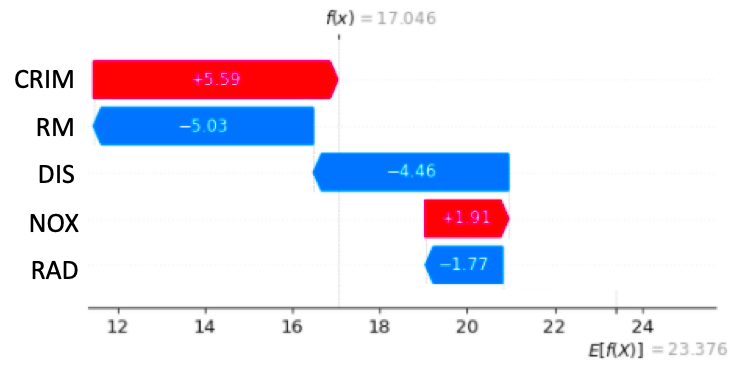 f(x) = 17.046
CRIM +5.59
RM −5.03
DIS −4.46
NOX +1.91
RAD −1.77
12 14 16 18 20 22 24
E[f(X)] = 23.376